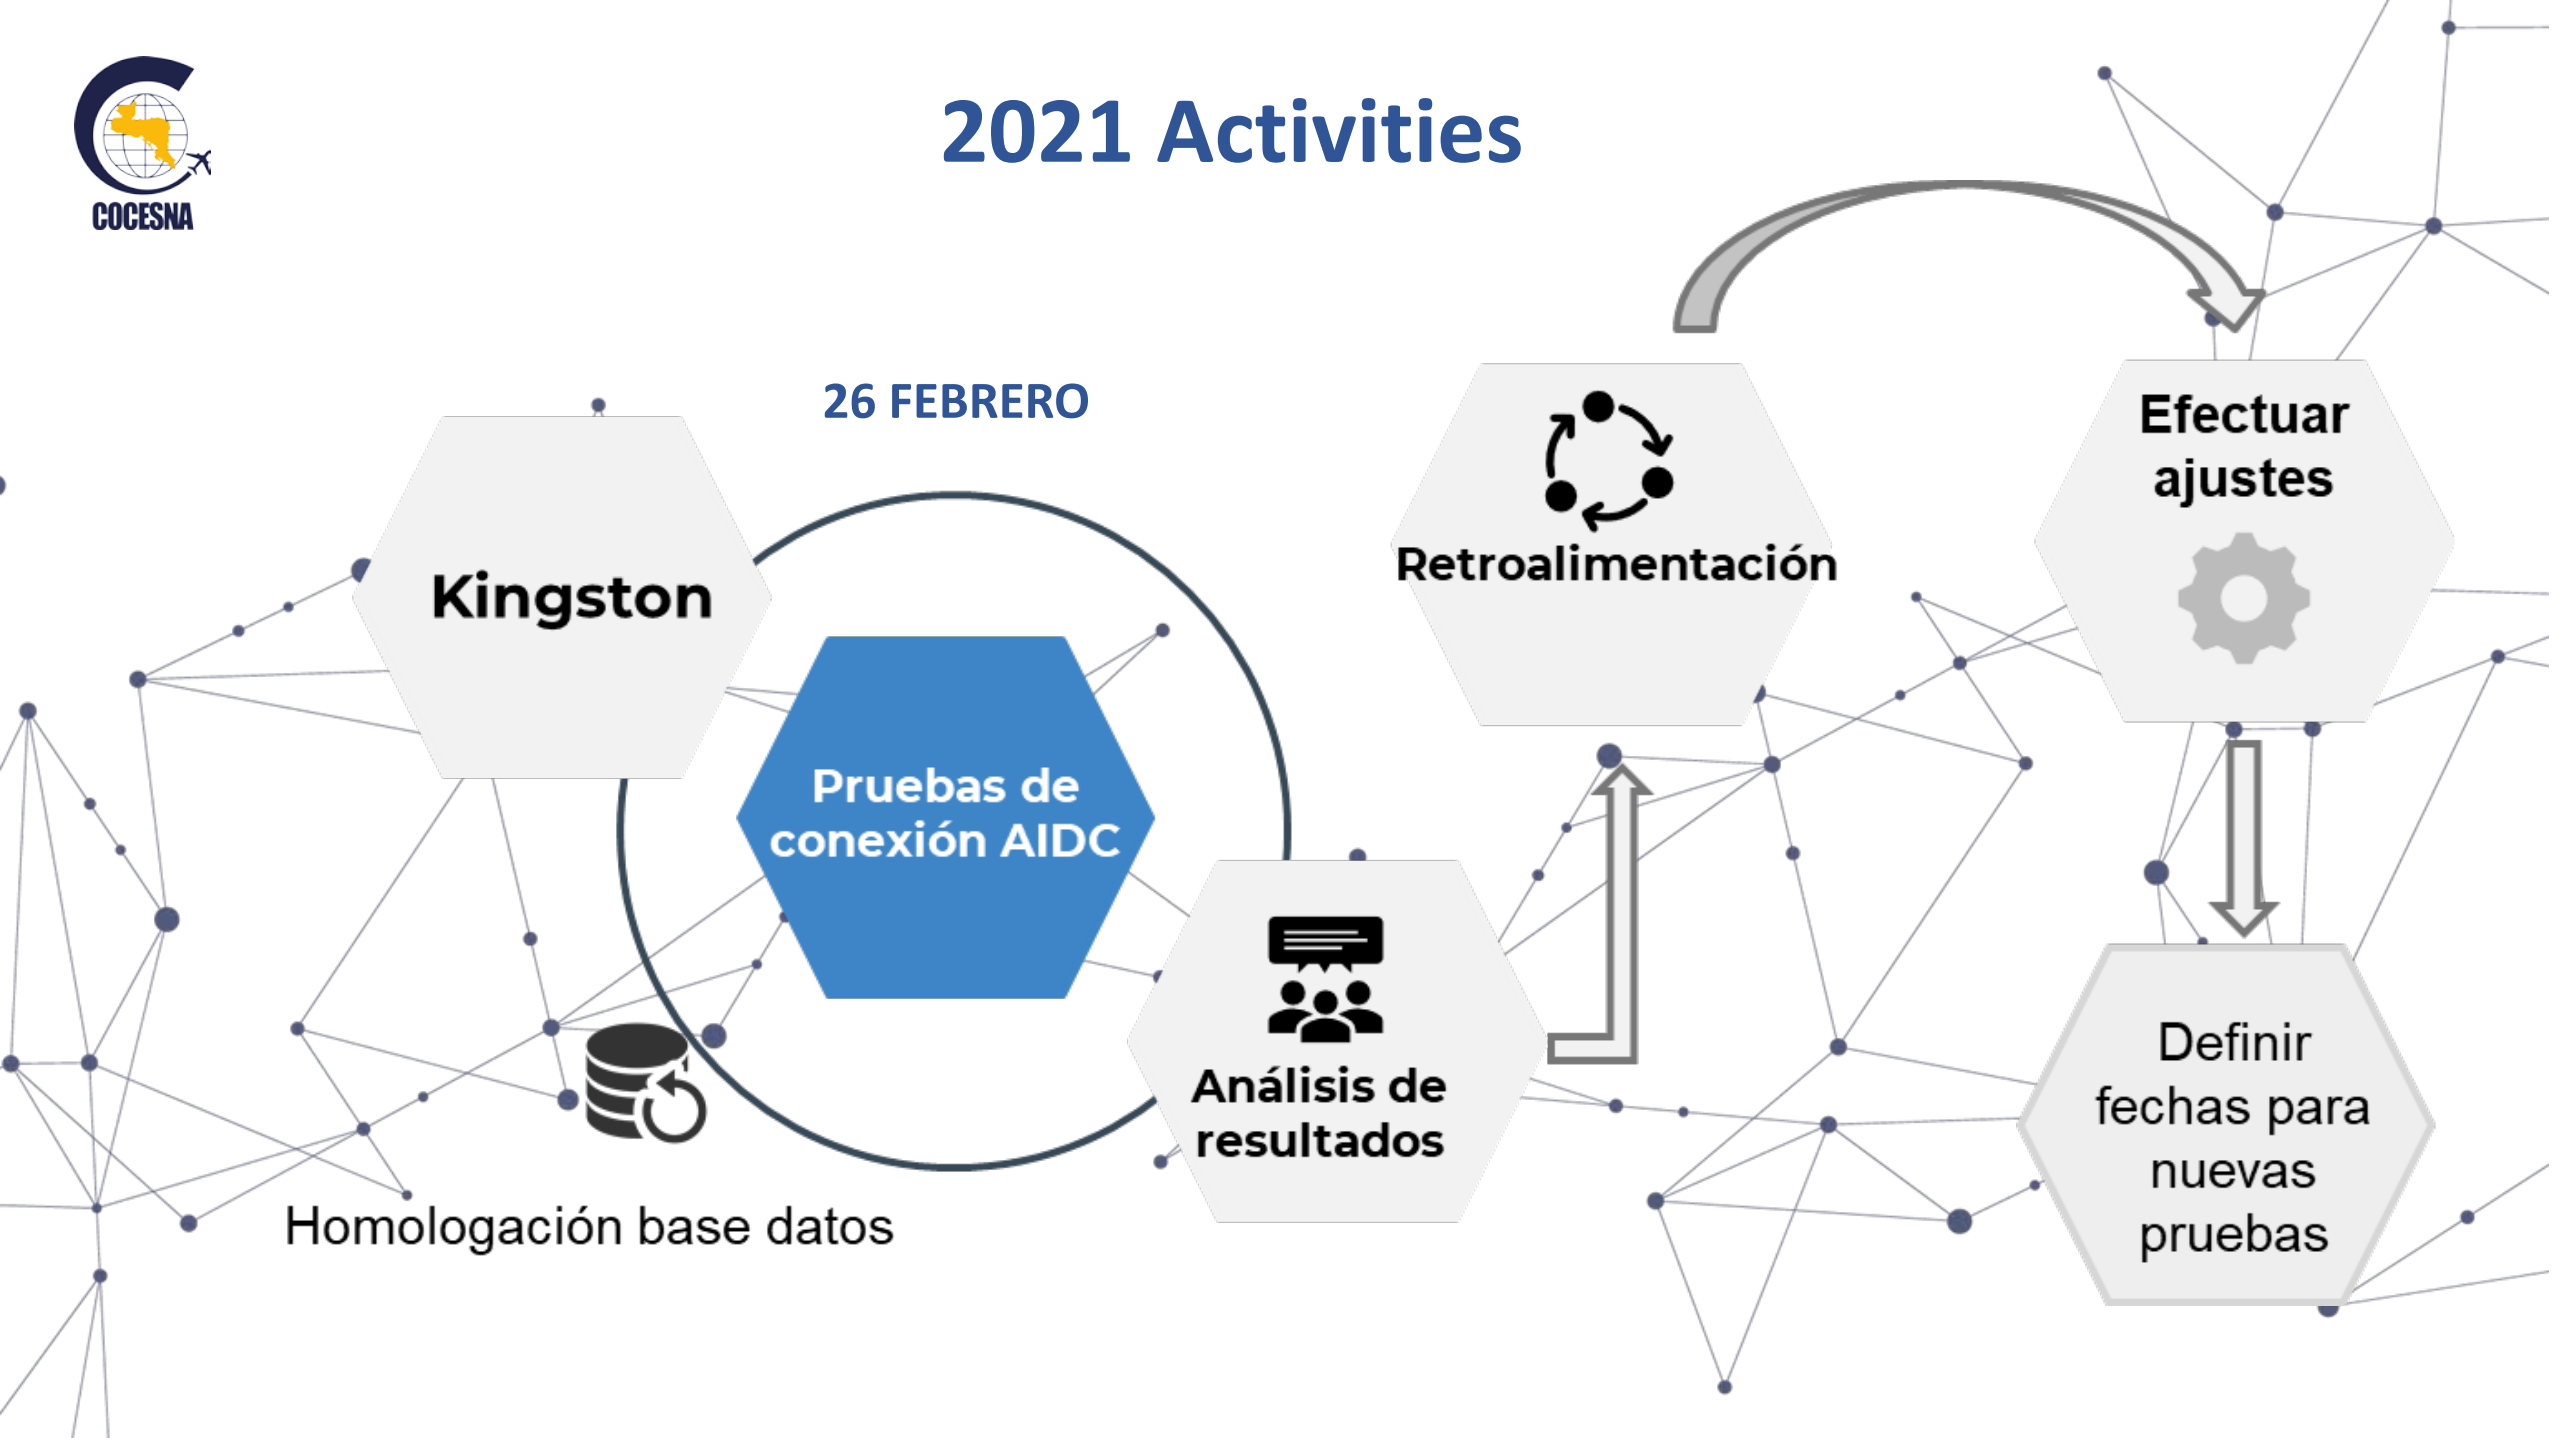 COCESNA
2021 Activities
26 FEBRERO
Kingston
Pruebas de
conexión AIDC
Homologación base datos
Análisis de
resultados
Retroalimentación
Efectuar
ajustes
Definir
fechas para
nuevas
pruebas